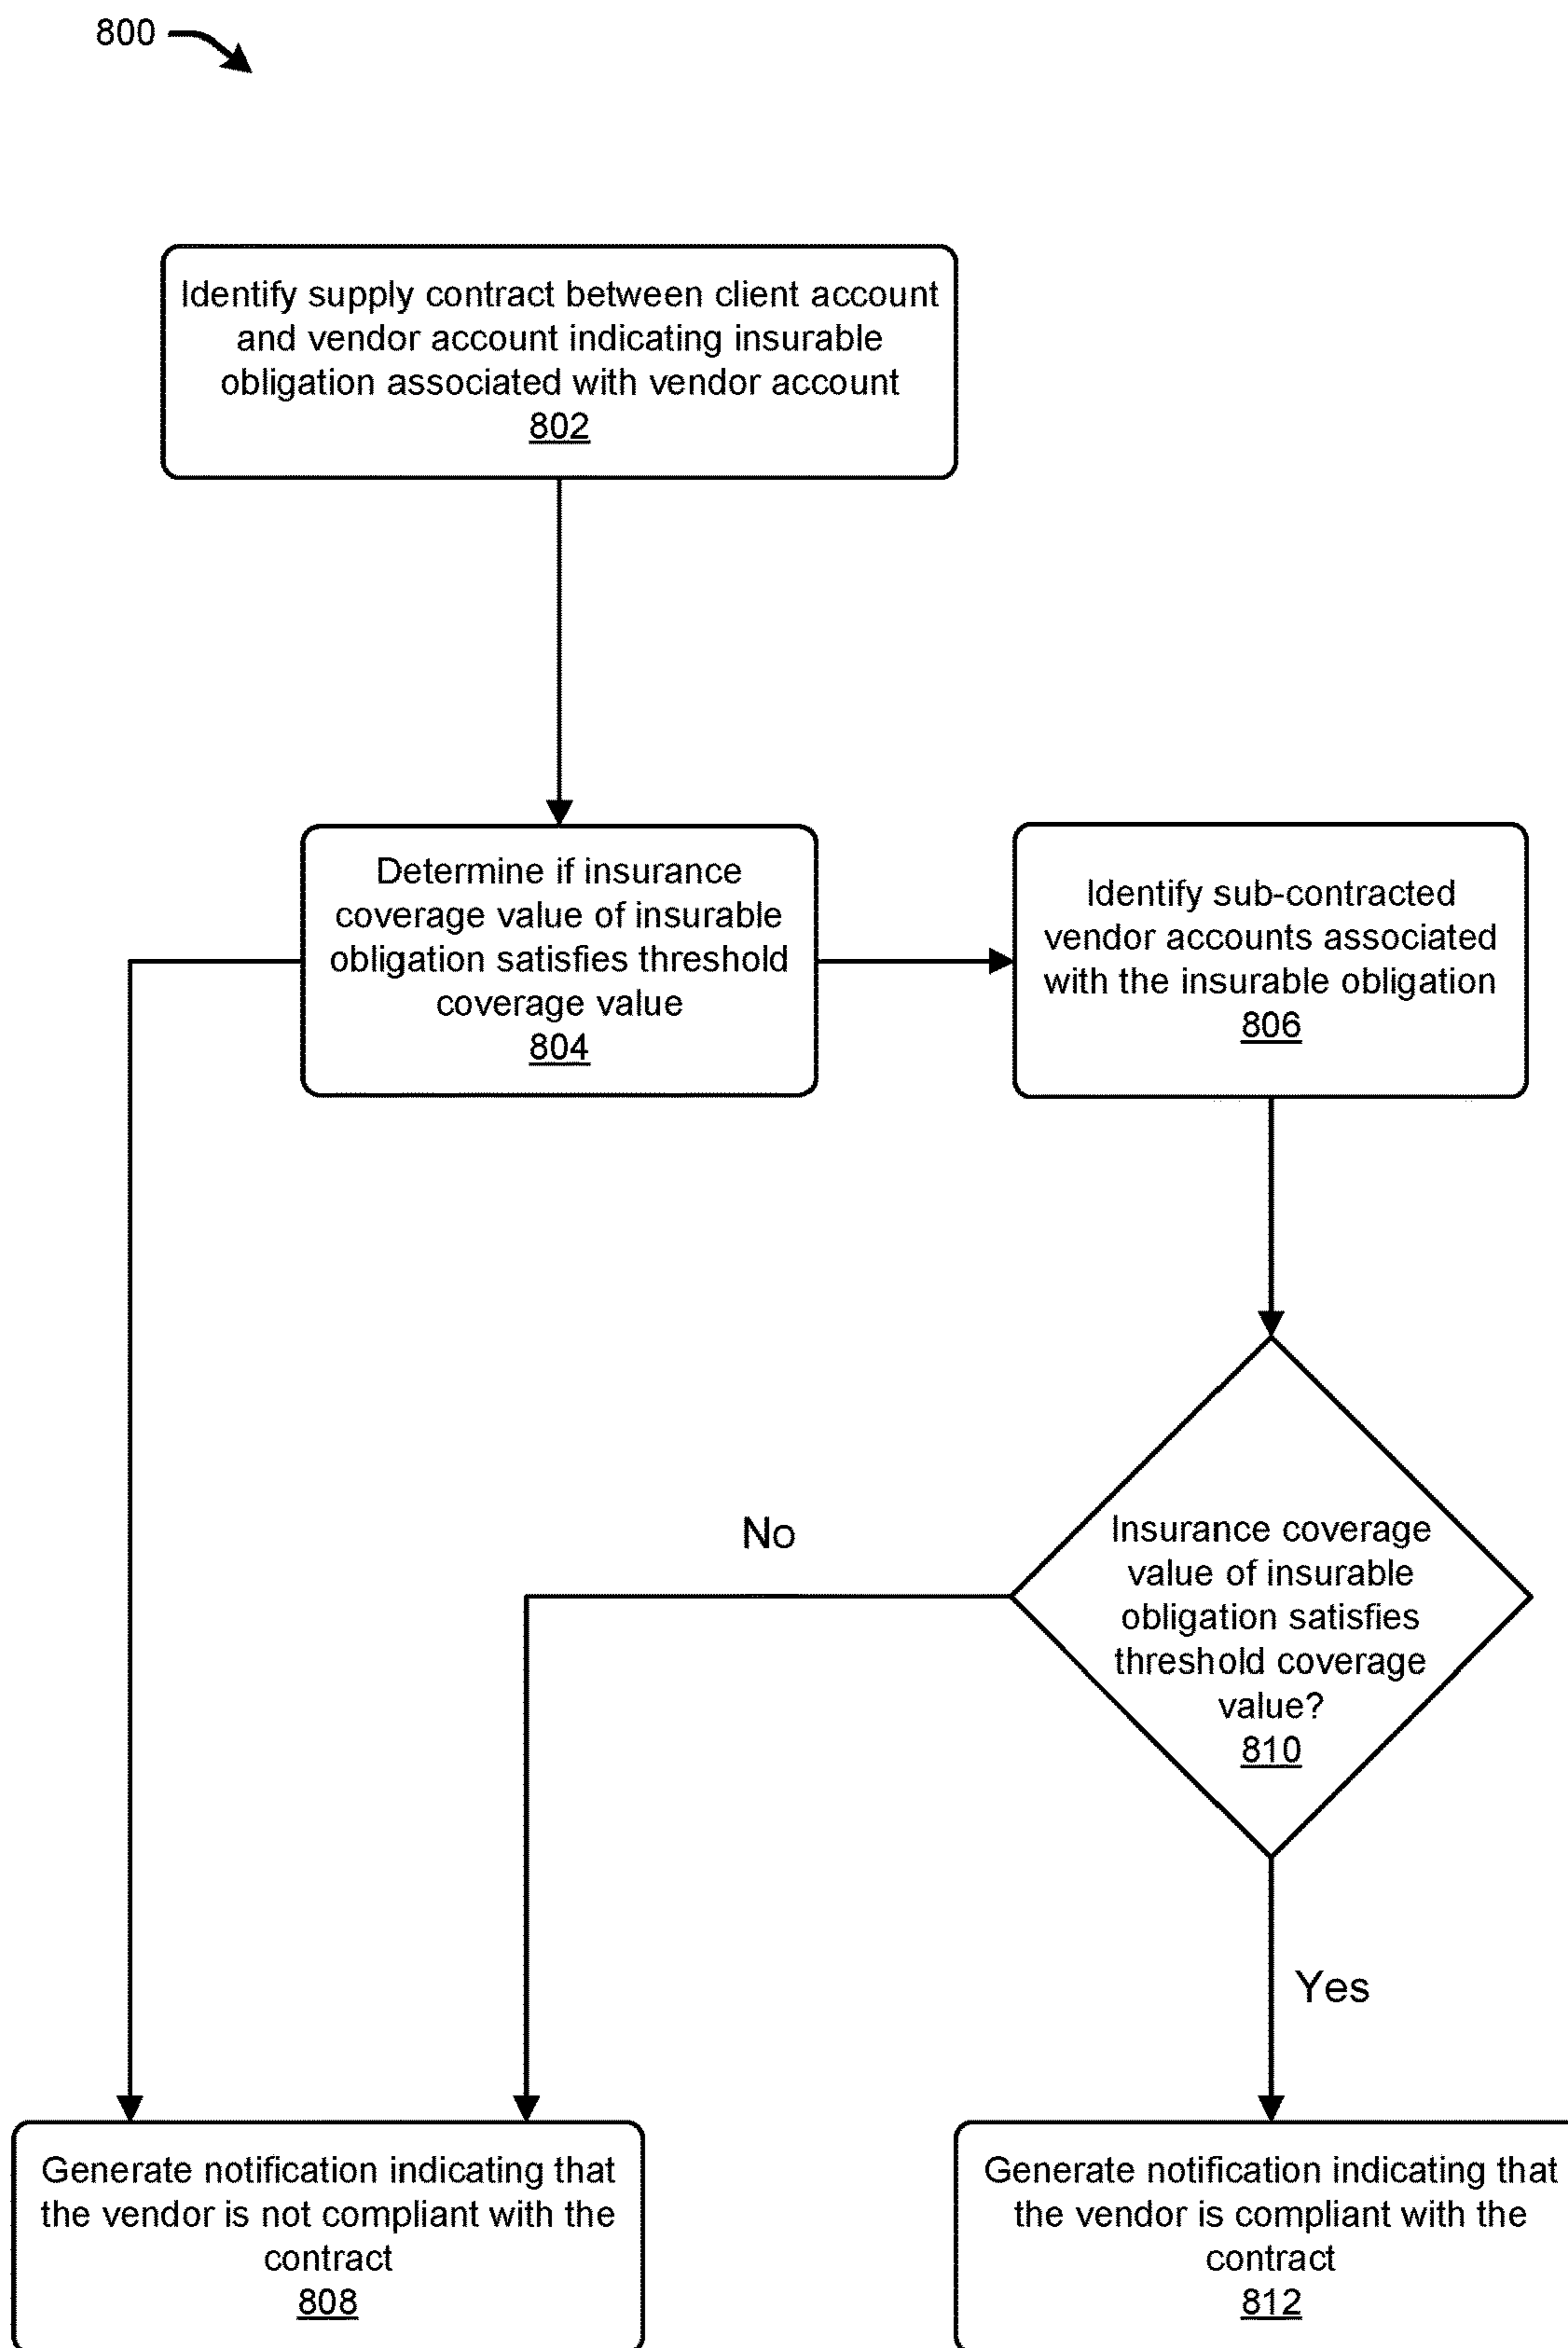 800
Identify supply contract between client account
and vendor account indicating insurable
obligation associated with vendor account
802
Determine if insurance
coverage value of insurable
obligation satisfies threshold
coverage value
804
Identify sub-contracted
vendor accounts associated
with the insurable obligation
806
No
Insurance coverage
value of insurable
obligation satisfies
threshold coverage
value?
810
Yes
Generate notification indicating that
the vendor is not compliant with the
contract
808
Generate notification indicating that
the vendor is compliant with the
contract
812